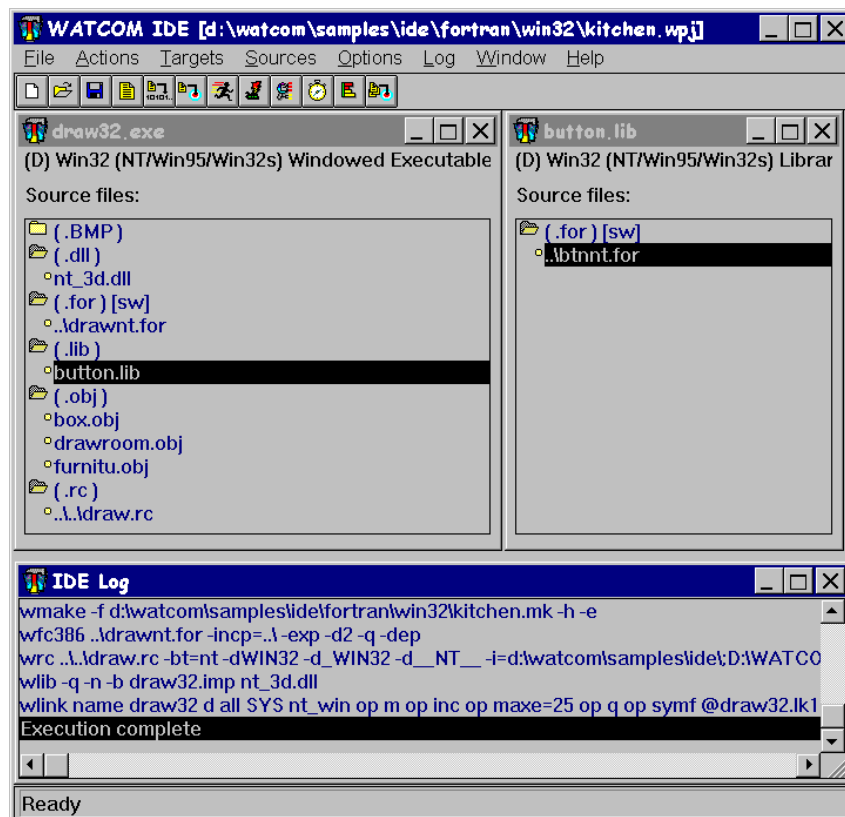 WATCOM IDE [d:\watcom\samples\ide\fortran\win32\kitchen.wpj]
File Actions Targets Sources Options Log Window Help
draw32.exe
(D) Win32 (NT/Win95/Win32s) Windowed Executable
Source files:
( .BMP )
( .dll )
nt_3d.dll
( .for ) [sw]
..\drawnt.for
( .lib )
button.lib
( .obj )
box.obj
drawroom.obj
furnitu.obj
( .rc )
..\..\draw.rc
button.lib
(D) Win32 (NT/Win95/Win32s) Librar
Source files:
( .for ) [sw]
..\btnnt.for
IDE Log
wmake -f d:\watcom\samples\ide\fortran\win32\kitchen.mk -h -e
wfc386 ..\drawnt.for -incp=..\ -exp -d2 -q -dep
wrc ..\..\draw.rc -bt=nt -dWIN32 -d_WIN32 -d__NT__ -i=d:\watcom\samples\ide\;D:\WATCO
wlib -q -n -b draw32.imp nt_3d.dll
wlink name draw32 d all SYS nt_win op m op inc op maxe=25 op q op symf @draw32.lk1
Execution complete
Ready